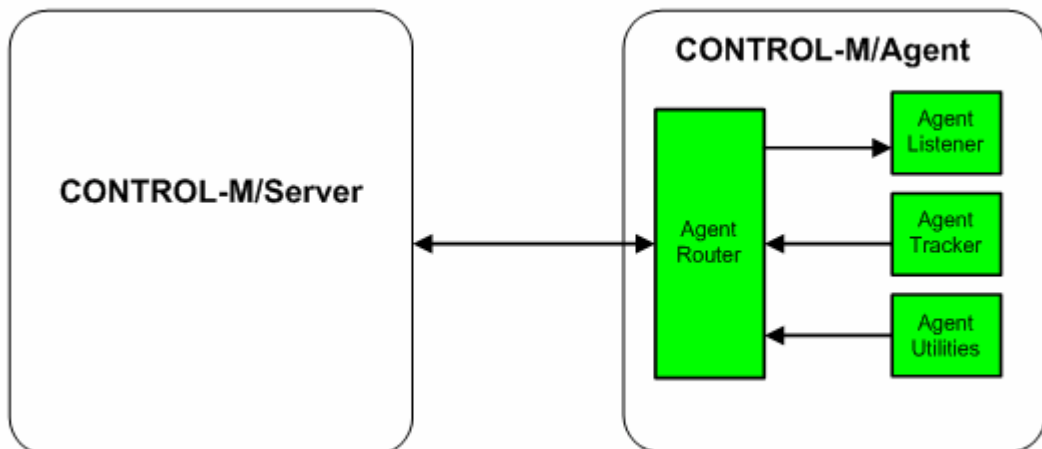 CONTROL-M/Server
CONTROL-M/Agent
Agent
Router
Agent
Listener
Agent
Tracker
Agent
Utilities